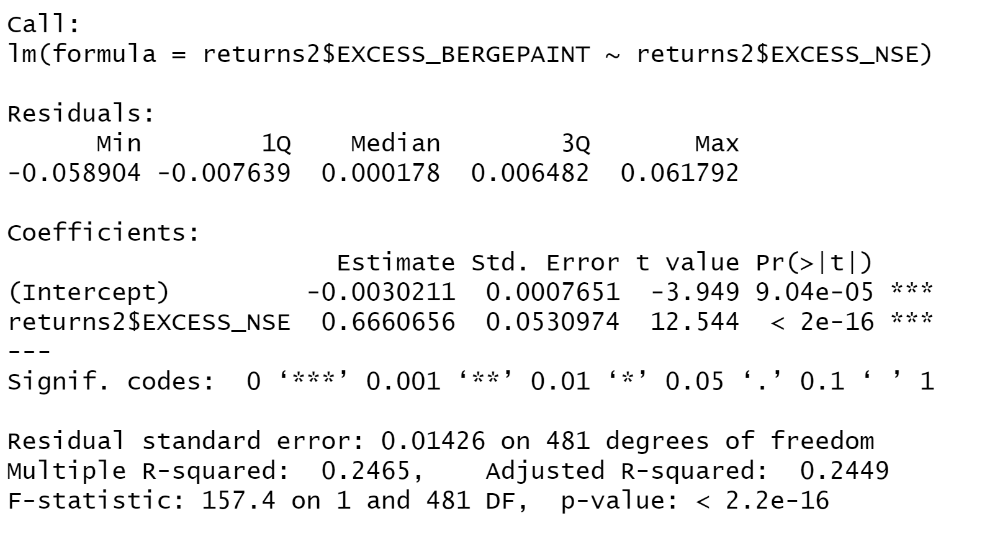 Call:
lm(formula = returns2$EXCESS_BERGEPAINT ~ returns2$EXCESS_NSE)
Residuals:
Min 1Q Median 3Q Max
-0.058904 -0.007639 0.000178 0.006482 0.061792
Coefficients:
Estimate Std. Error t value Pr(>|t|)
(Intercept) -0.0030211 0.0007651 -3.949 9.04e-05 ***
returns2$EXCESS_NSE 0.6660656 0.0530974 12.544 < 2e-16 ***
---
Signif. codes: 0 ‘***’ 0.001 ‘**’ 0.01 ‘*’ 0.05 ‘.’ 0.1 ‘ ’ 1
Residual standard error: 0.01426 on 481 degrees of freedom
Multiple R-squared: 0.2465, Adjusted R-squared: 0.2449
F-statistic: 157.4 on 1 and 481 DF, p-value: < 2.2e-16